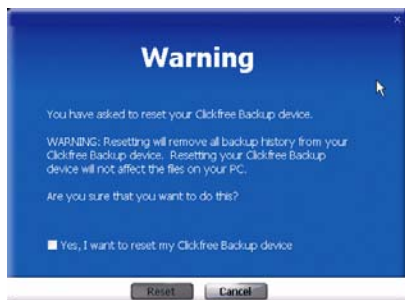 Warning
You have asked to reset your Clickfree Backup device.
WARNING: Resetting will remove all backup history from your
Clickfree Backup device. Resetting your Clickfree Backup
device will not affect the files on your PC.
Are you sure that you want to do this?
Yes, I want to reset my Clickfree Backup device
Reset Cancel